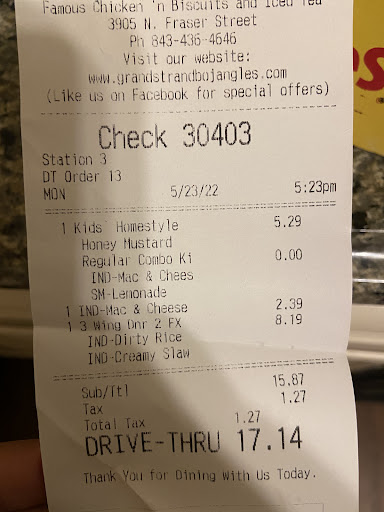 Famous Chicken 'n Biscuits and Iced Tea
3905 N. Fraser Street
Ph 843-436-4646
Visit our website:
www.grandstrandbojangles.com
(Like us on Facebook for special offers)
Check 30403
Station 3
DT Order 13
MON 5/23/22 5:23pm
1 Kids Homestyle 5.29
Honey Mustard
Regular Combo Ki 0.00
IND-Mac & Chees
SM-Lemonade
1 IND-Mac & Cheese 2.39
1 3 Wing Dnr 2 FX 8.19
IND-Dirty Rice
IND-Creamy Slaw
Sub/Ttl 15.87
Tax 1.27
Total Tax 1.27
DRIVE-THRU 17.14
Thank You for Dining With Us Today.